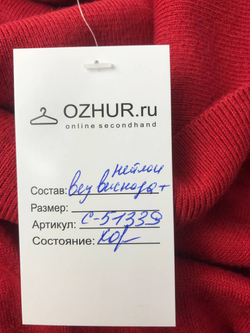 OZHUR.ru
online secondhand
нейлон
Состав: вискоза +
Размер:
Артикул: С-51339
Состояние: хор